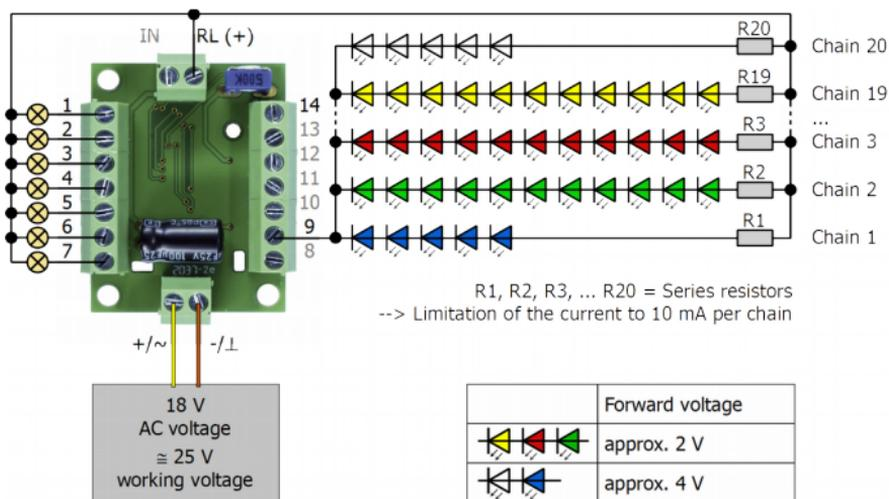 IN
RL (+)
500K
1
2
3
4
5
6
7
14
13
12
11
10
9
8
+/~
-/⊥
18 V
AC voltage
≅ 25 V
working voltage
R20
Chain 20
R19
Chain 19
...
R3
Chain 3
R2
Chain 2
R1
Chain 1
R1, R2, R3, ... R20 = Series resistors
--> Limitation of the current to 10 mA per chain
Forward voltage
approx. 2 V
approx. 4 V